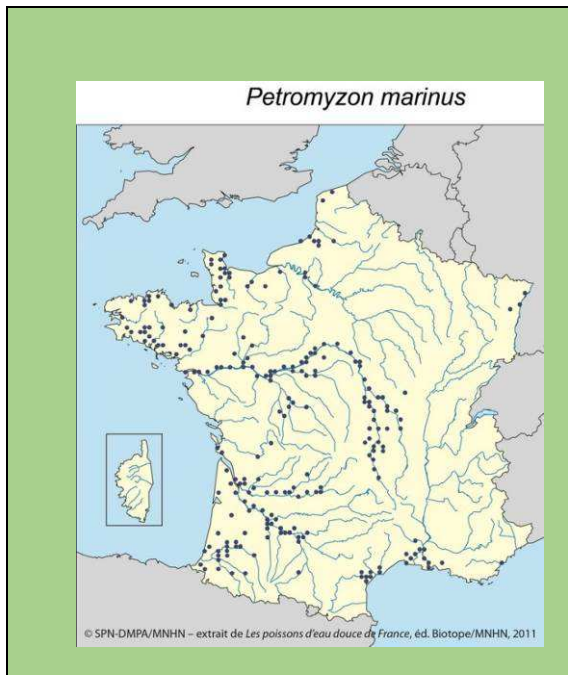 Petromyzon marinus
© SPN-DMPA/MNHN – extrait de Les poissons d'eau douce de France, éd. Biotope/MNHN, 2011